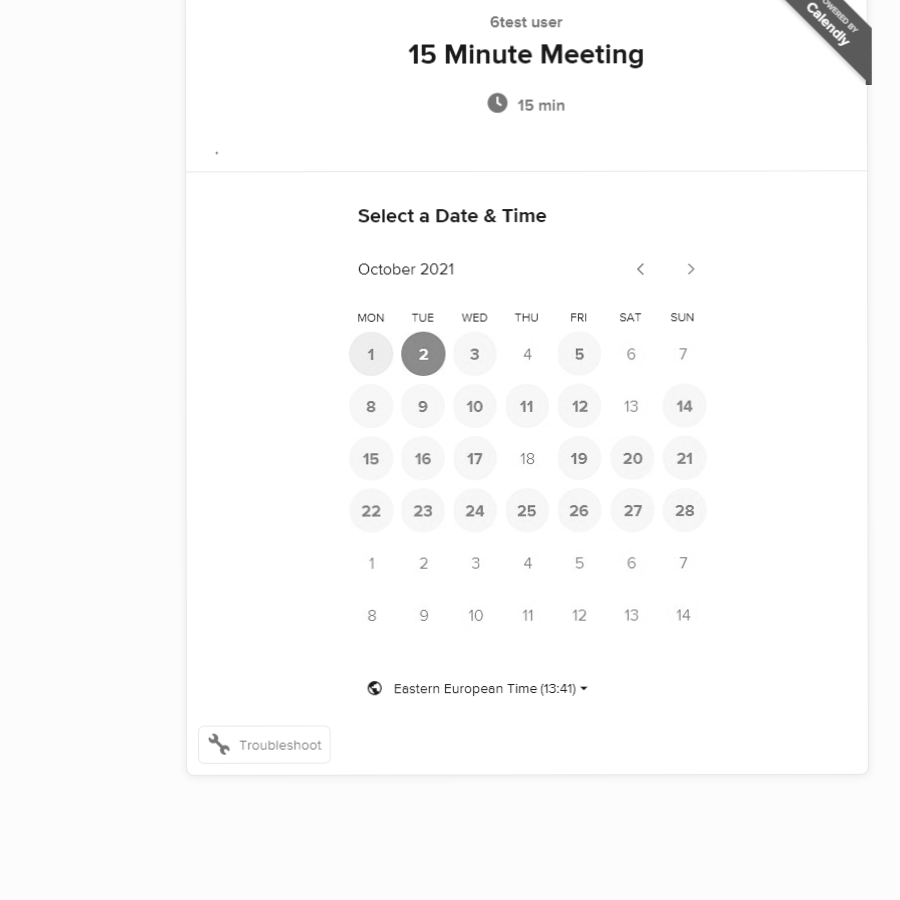 6test user
POWERED BY
Calendly
15 Minute Meeting
15 min
.
Select a Date & Time
October 2021
MON TUE WED THU FRI SAT SUN
1 2 3 4 5 6 7
8 9 10 11 12 13 14
15 16 17 18 19 20 21
22 23 24 25 26 27 28
1 2 3 4 5 6 7
8 9 10 11 12 13 14
Eastern European Time (13:41)
Troubleshoot